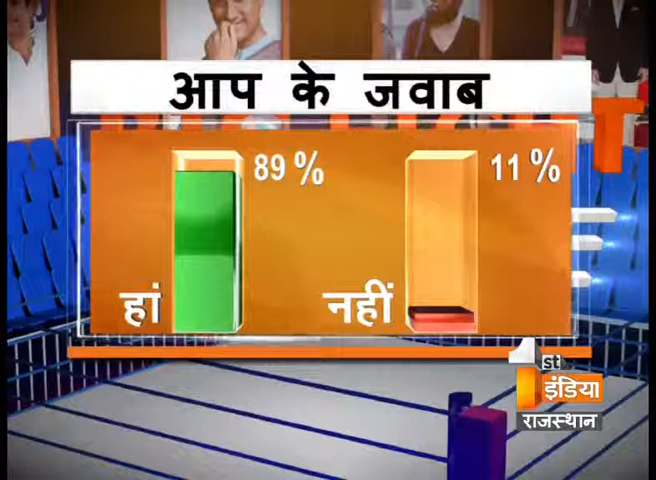 आप के जवाब
89%
11%
हां
नहीं
1st
इंडिया
राजस्थान